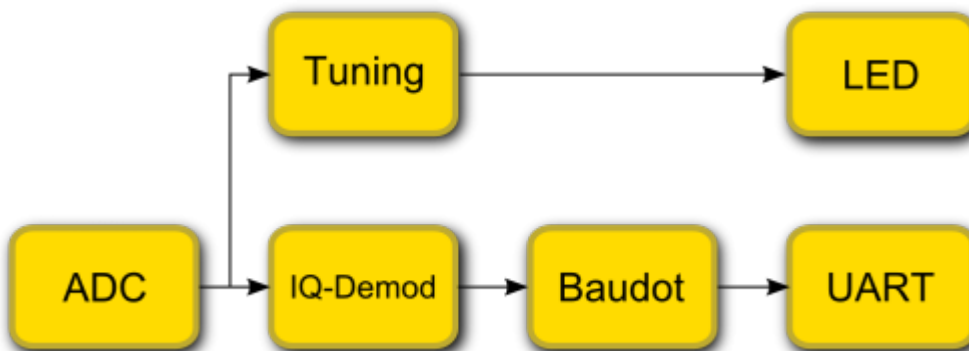 Tuning
LED
ADC
IQ-Demod
Baudot
UART